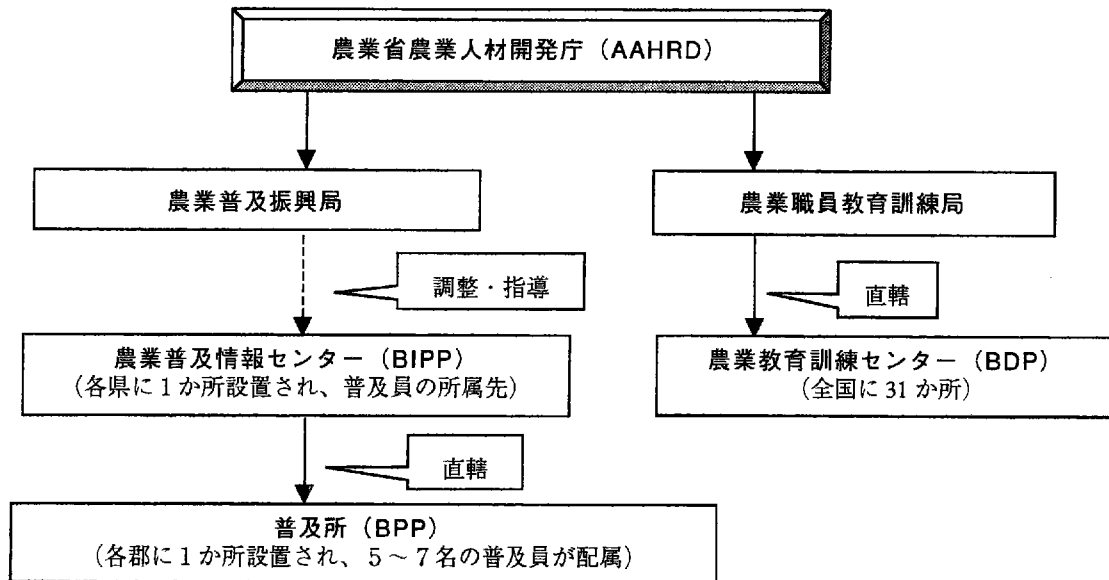 農業省農業人材開発庁（AAHRD）
農業普及振興局
農業職員教育訓練局
調整・指導
直轄
農業普及情報センター（BIPP）
（各県に１か所設置され、普及員の所属先）
農業教育訓練センター（BDP）
（全国に 31 か所）
直轄
普及所（BPP）
（各郡に１か所設置され、５～７名の普及員が配属）